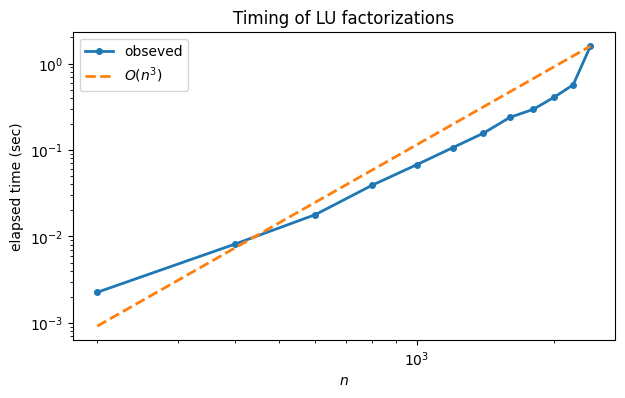 Timing of LU factorizations
obseved
O(n³)
elapsed time (sec)
10⁰
10⁻¹
10⁻²
10⁻³
10³
n